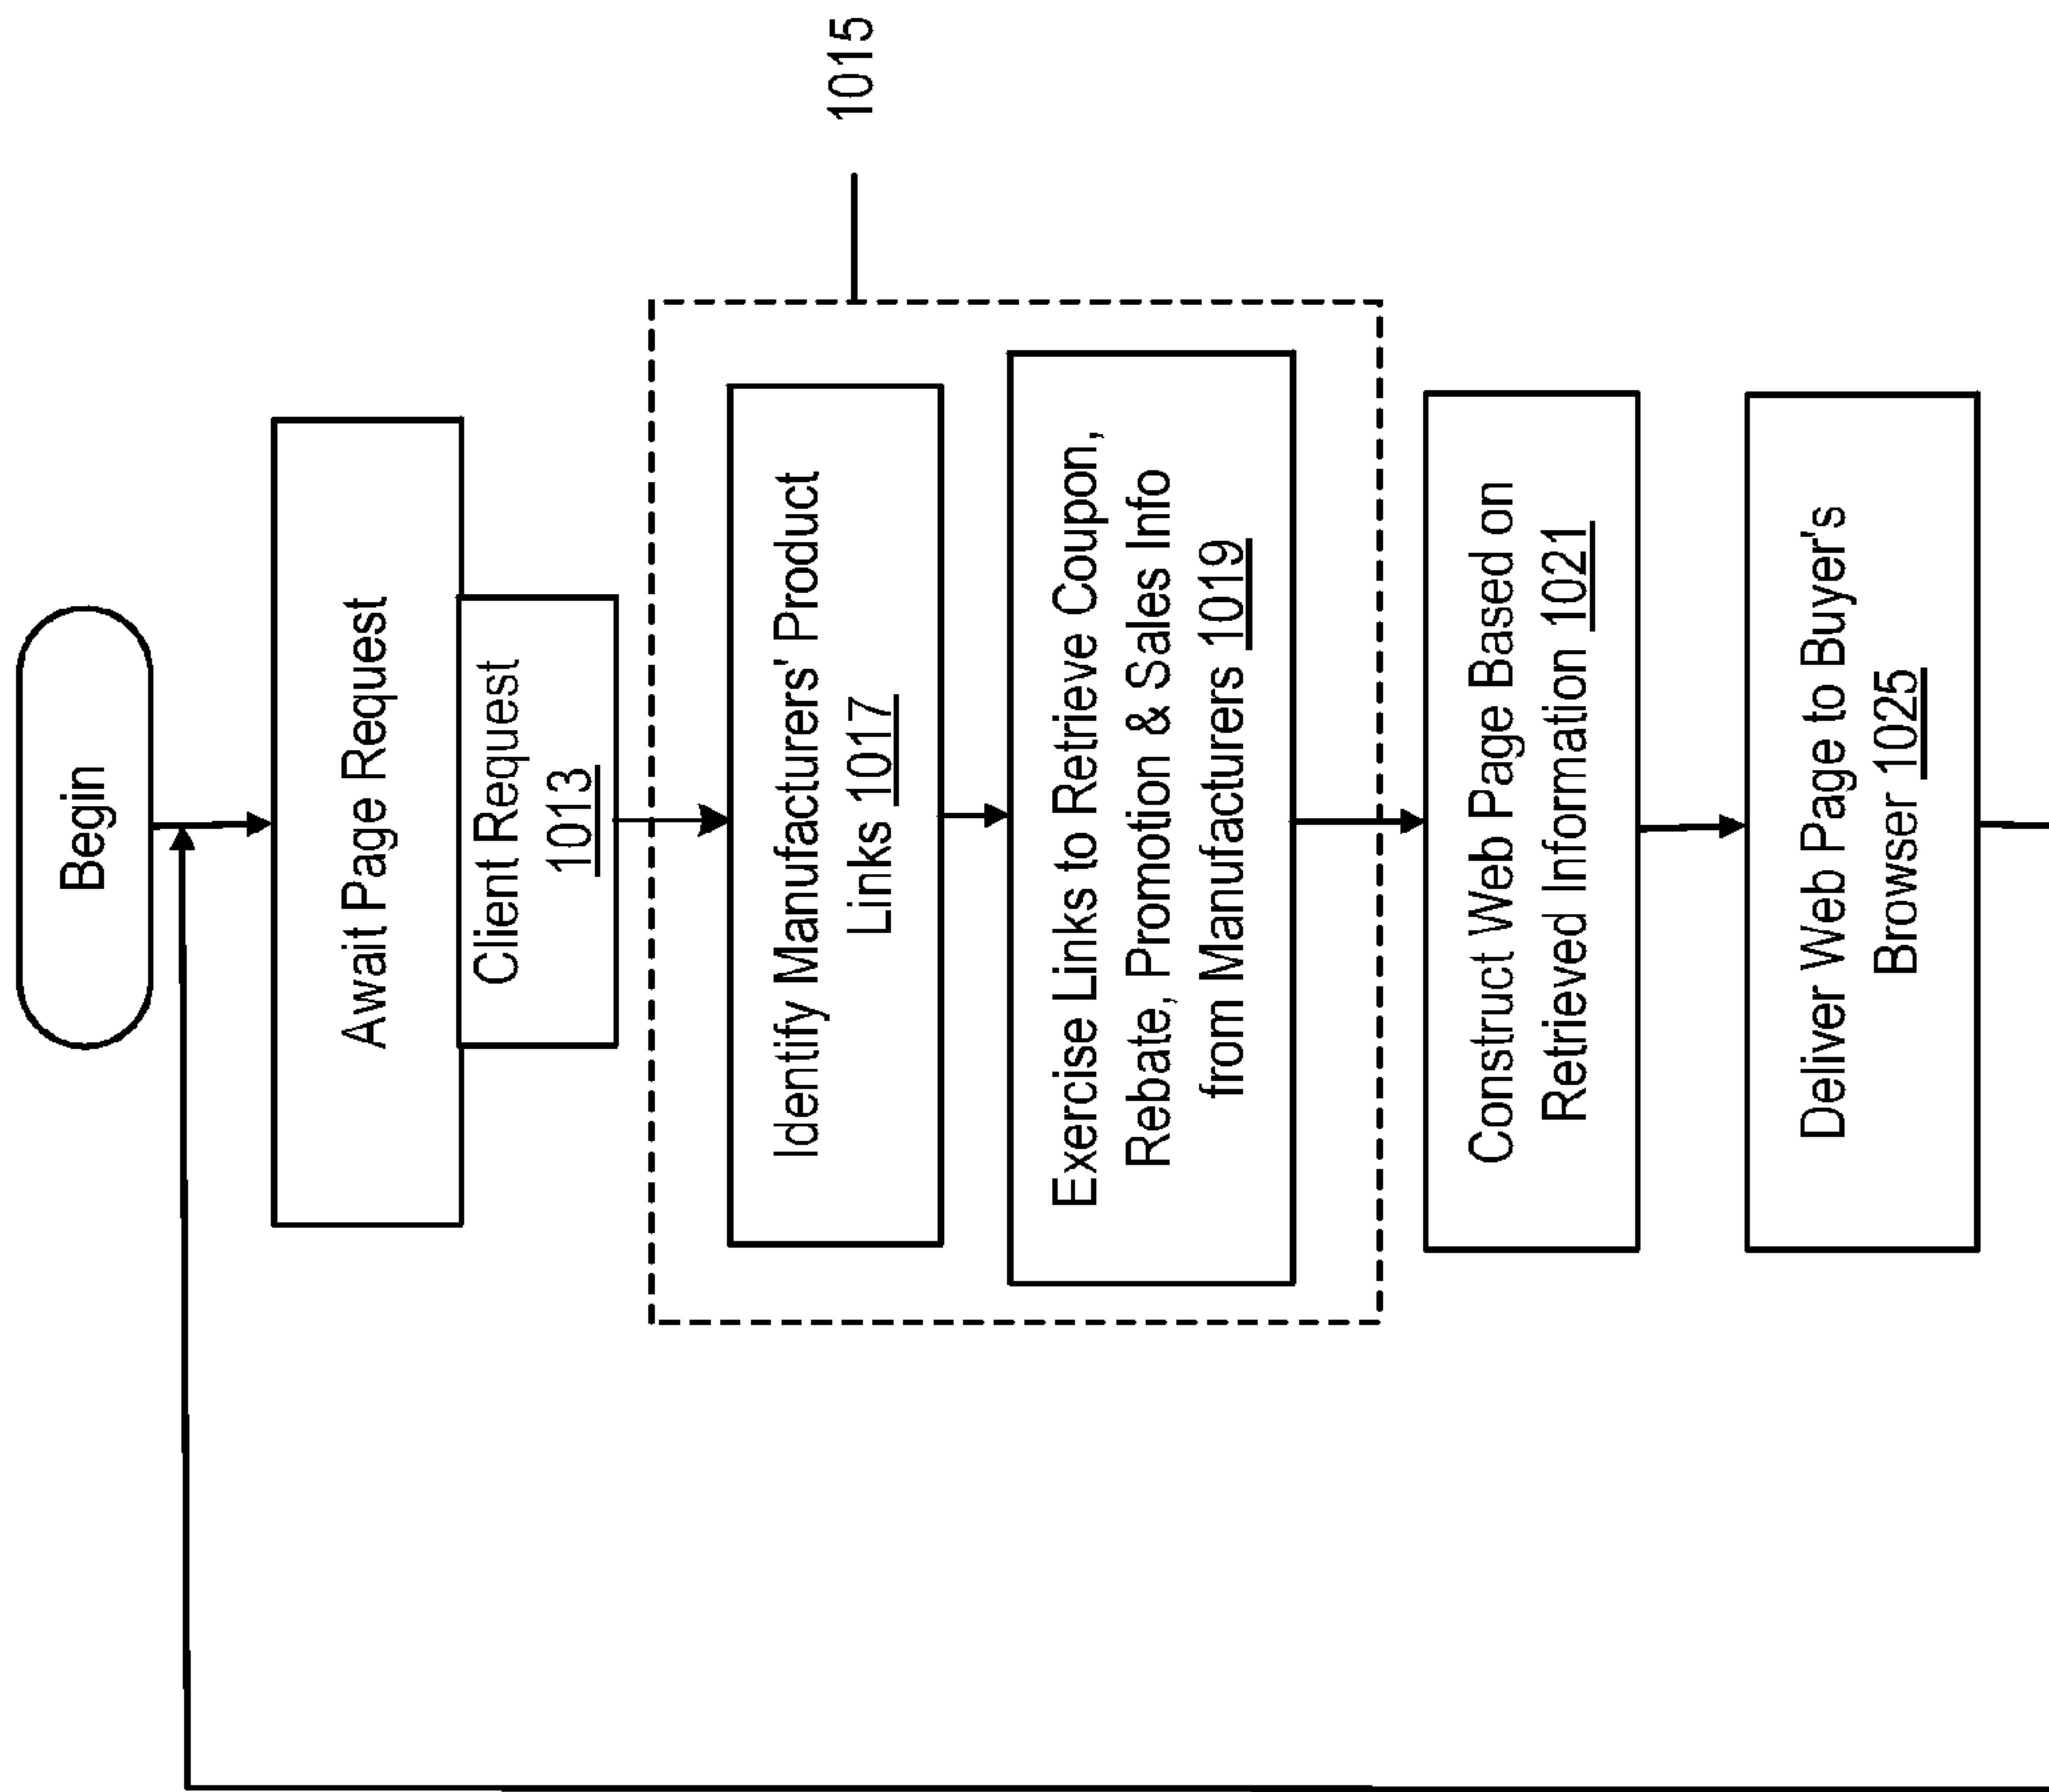 Begin
Await Page Request
Client Request
1013
1015
Identify Manufacturers' Product
Links 1017
Exercise Links to Retrieve Coupon,
Rebate, Promotion & Sales Info
from Manufacturers 1019
Construct Web Page Based on
Retrieved Information 1021
Deliver Web Page to Buyer's
Browser 1025